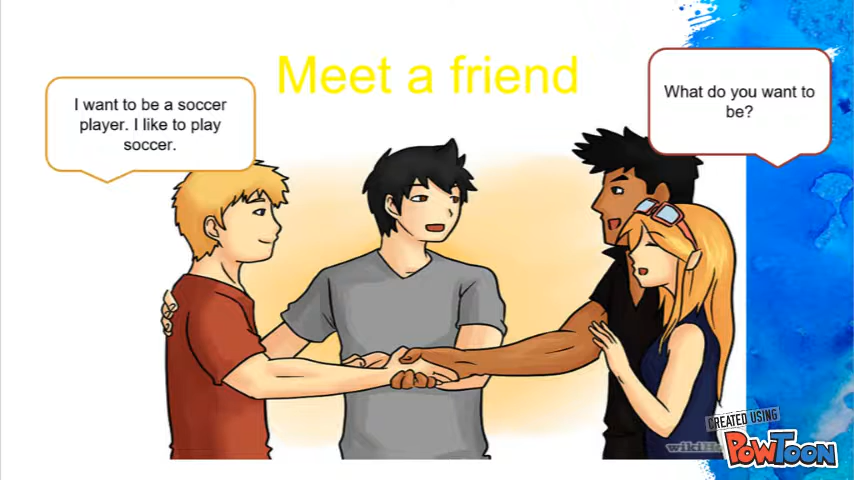 Meet a friend
I want to be a soccer
player. I like to play
soccer.
What do you want to
be?
CREATED USING
POWTOON